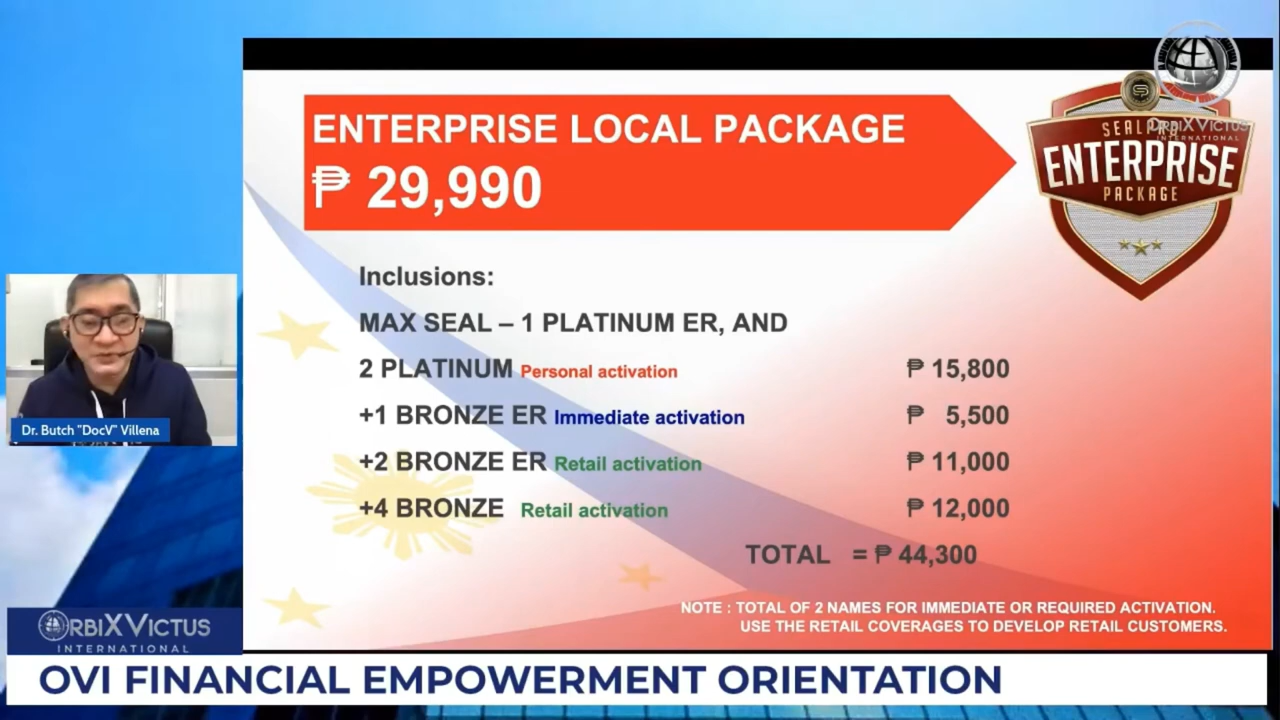 ENTERPRISE LOCAL PACKAGE
₱ 29,990
SEALPRO
ENTERPRISE
PACKAGE
ORBIXVICTUS
INTERNATIONAL
Inclusions:
MAX SEAL – 1 PLATINUM ER, AND
2 PLATINUM Personal activation ₱ 15,800
+1 BRONZE ER Immediate activation ₱ 5,500
+2 BRONZE ER Retail activation ₱ 11,000
+4 BRONZE Retail activation ₱ 12,000
TOTAL = ₱ 44,300
NOTE : TOTAL OF 2 NAMES FOR IMMEDIATE OR REQUIRED ACTIVATION.
USE THE RETAIL COVERAGES TO DEVELOP RETAIL CUSTOMERS.
Dr. Butch "DocV" Villena
ORBIXVICTUS
INTERNATIONAL
OVI FINANCIAL EMPOWERMENT ORIENTATION